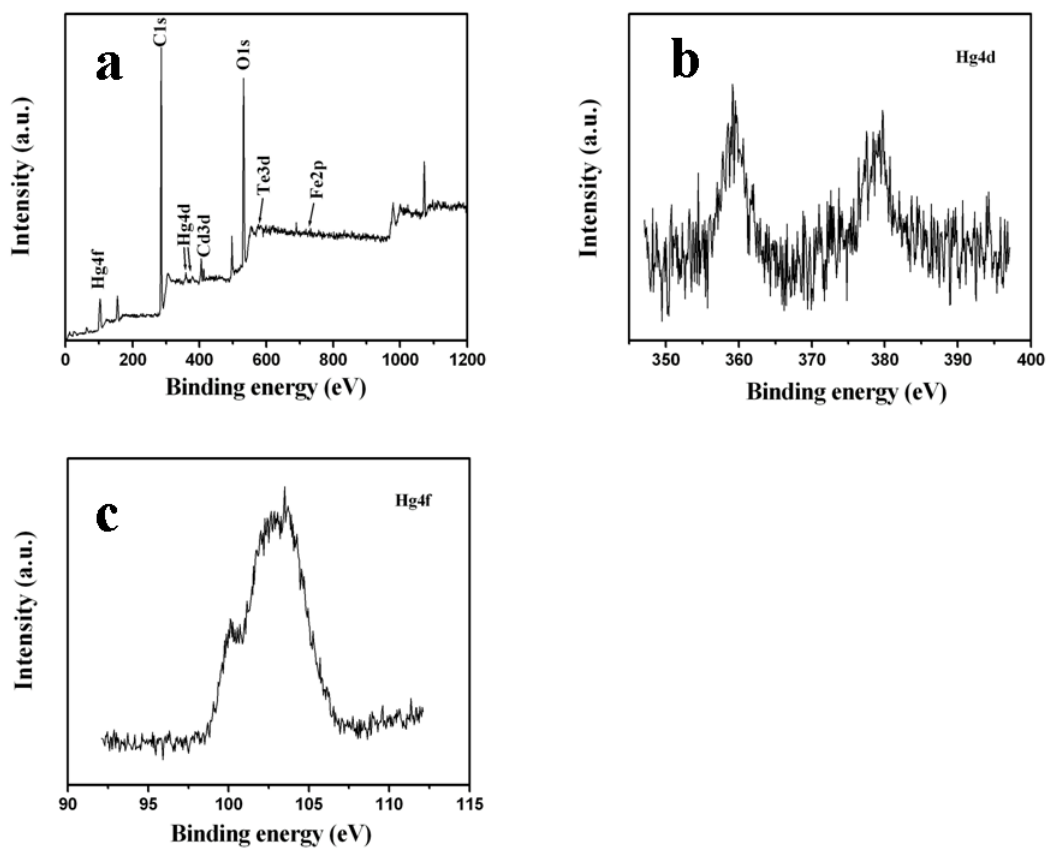 a
C1s
O1s
Te3d
Fe2p
Hg4d
Cd3d
Hg4f
Intensity (a.u.)
0 200 400 600 800 1000 1200
Binding energy (eV)
b
Hg4d
Intensity (a.u.)
350 360 370 380 390 400
Binding energy (eV)
c
Hg4f
Intensity (a.u.)
90 95 100 105 110 115
Binding energy (eV)